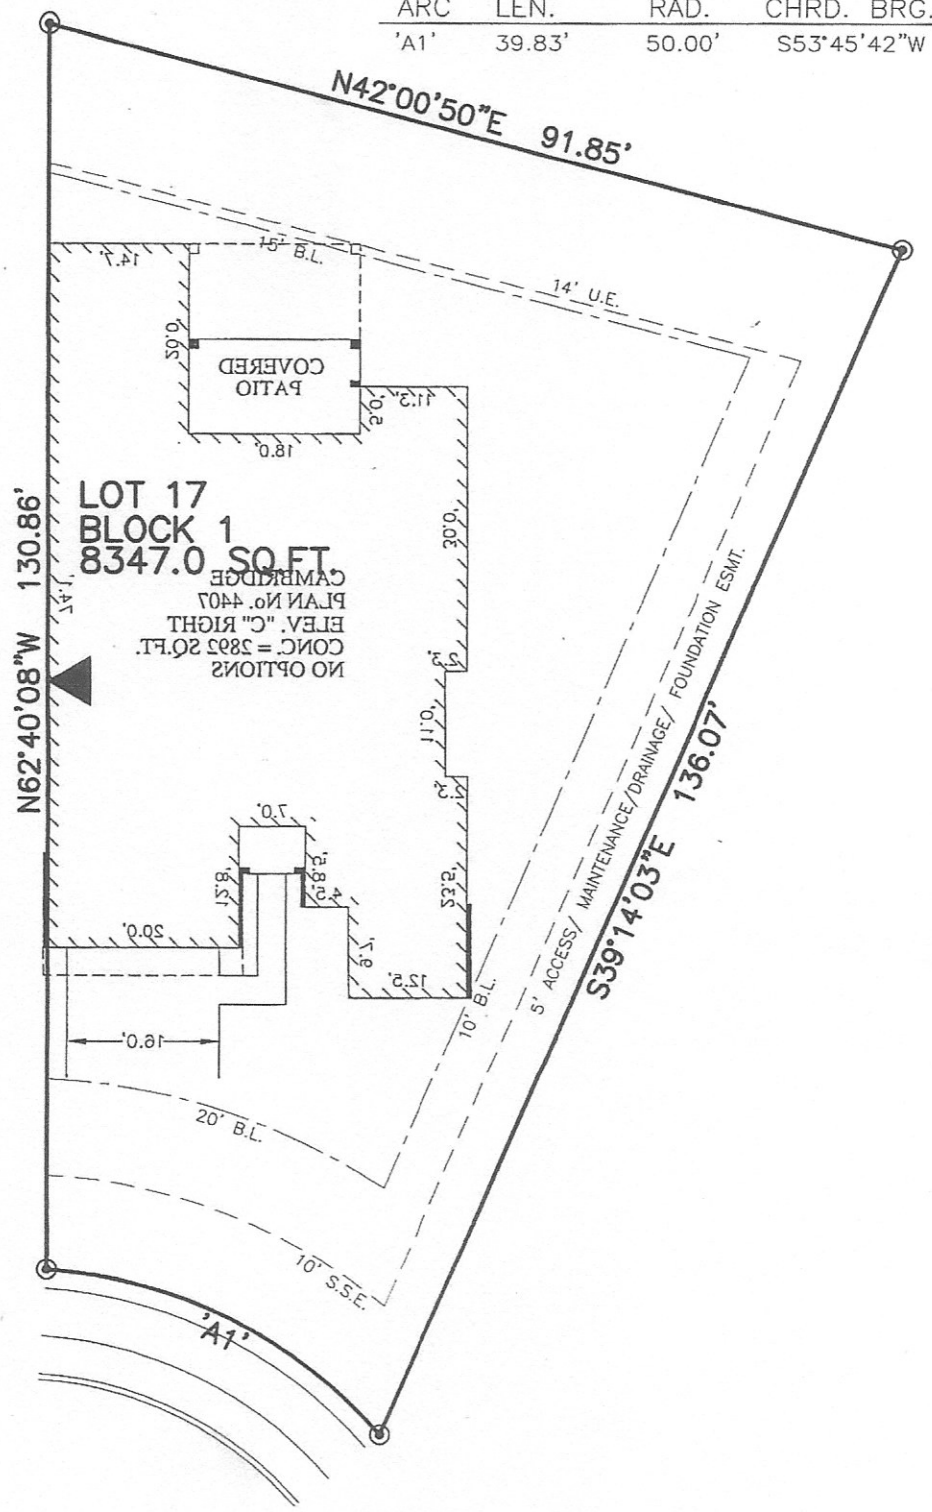 ARC LEN. RAD. CHRD. BRG.
'A1' 39.83' 50.00' S53°45'42"W
N42°00'50"E 91.85'
15' B.L.
14' U.E.
14.7'
20.0'
COVERED
PATIO
11.3'
5.0'
18.0'
N62°40'08"W 130.86'
LOT 17
BLOCK 1
8347.0 SQ.FT.
CAMBRIDGE
PLAN No. 4407
ELEV. "C" RIGHT
CONC. = 2892 SQ.FT.
NO OPTIONS
74.1'
30.0'
2.3'
11.0'
2.3'
5' ACCESS/ MAINTENANCE/DRAINAGE/ FOUNDATION ESMT.
S39°14'03"E 136.07'
7.0'
12.8'
8.5'
23.5'
20.0'
9.7'
12.5'
10' B.L.
16.0'
20' B.L.
10' S.S.E.
'A1'